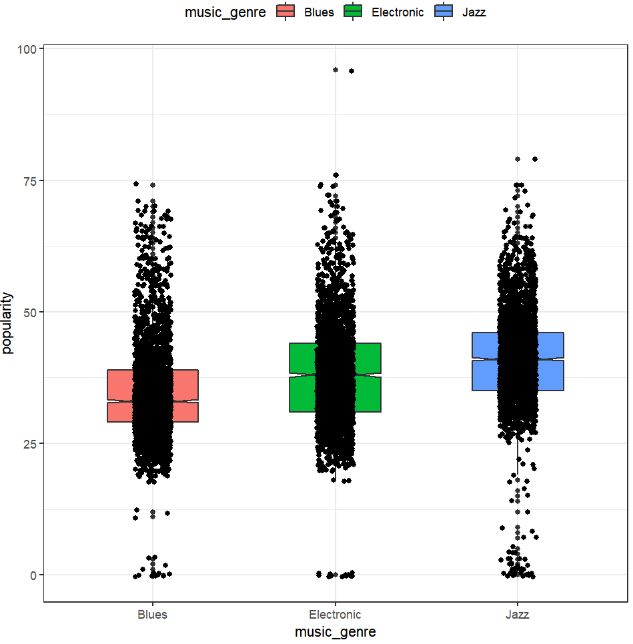 music_genre Blues Electronic Jazz
100
75
50
25
0
popularity
Blues Electronic Jazz
music_genre